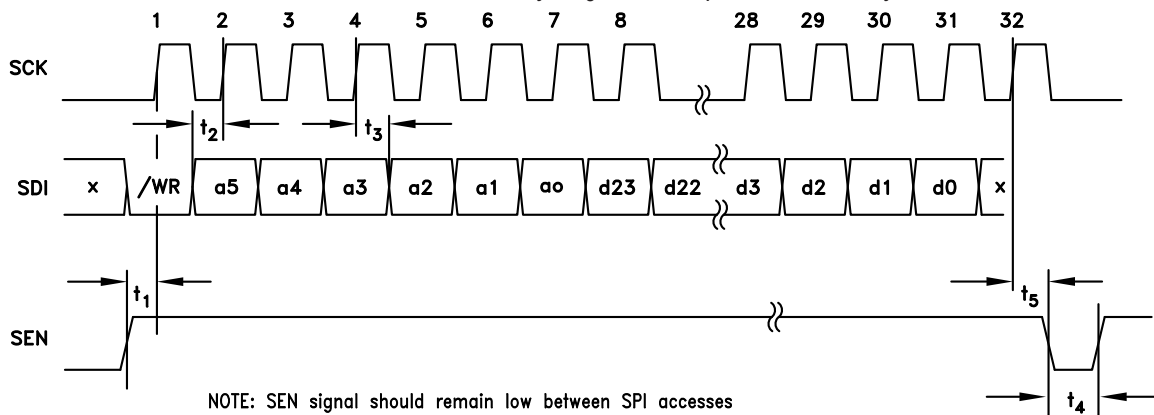 1 2 3 4 5 6 7 8 28 29 30 31 32
SCK
t2 t3
SDI x /WR a5 a4 a3 a2 a1 ao d23 d22 d3 d2 d1 d0 x
t1 t5
SEN
NOTE: SEN signal should remain low between SPI accesses
t4